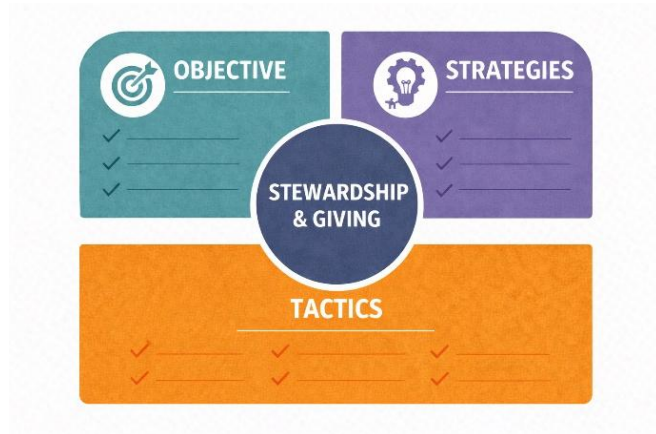 OBJECTIVE
STRATEGIES
STEWARDSHIP
& GIVING
TACTICS